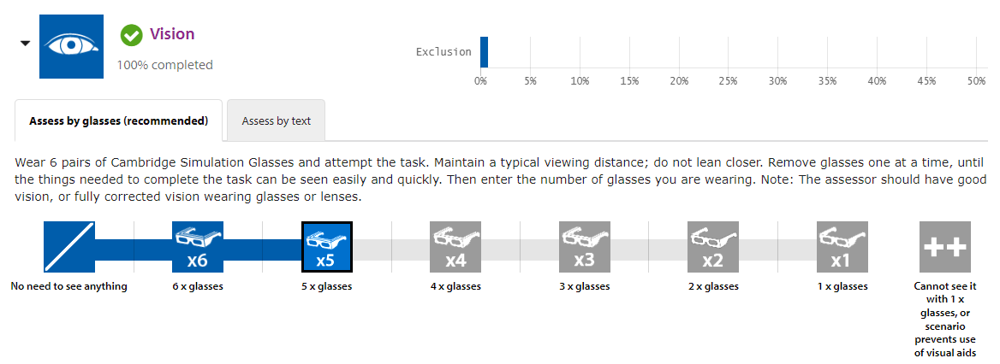 Vision
100% completed
Exclusion
0% 5% 10% 15% 20% 25% 30% 35% 40% 45% 50%
Assess by glasses (recommended) Assess by text
Wear 6 pairs of Cambridge Simulation Glasses and attempt the task. Maintain a typical viewing distance; do not lean closer. Remove glasses one at a time, until
the things needed to complete the task can be seen easily and quickly. Then enter the number of glasses you are wearing. Note: The assessor should have good
vision, or fully corrected vision wearing glasses or lenses.
x6 x5 x4 x3 x2 x1 ++
No need to see anything 6 x glasses 5 x glasses 4 x glasses 3 x glasses 2 x glasses 1 x glasses Cannot see it
with 1 x
glasses, or
scenario
prevents use
of visual aids